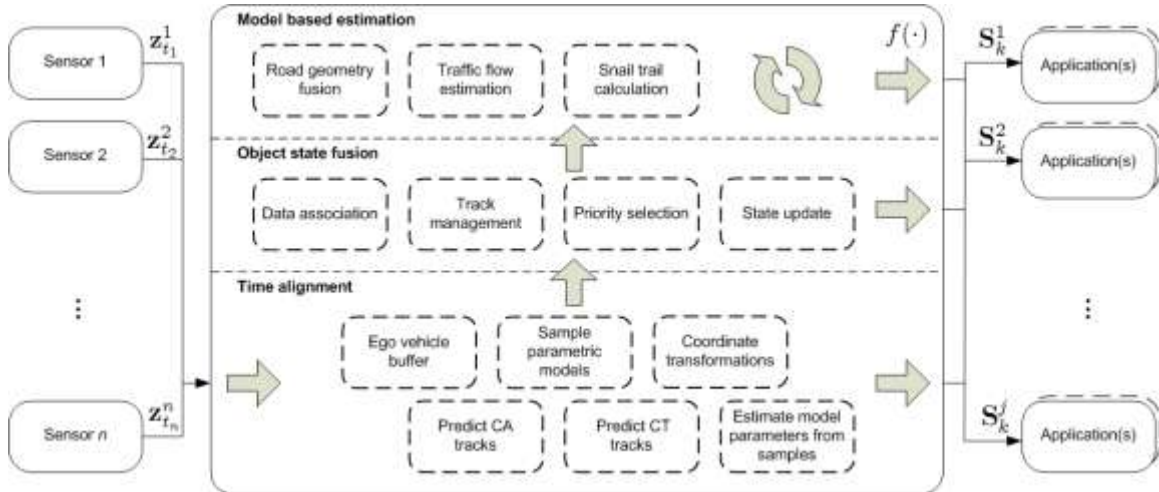 Model based estimation
Sensor 1
z^1_{t_1}
Road geometry
fusion
Traffic flow
estimation
Snail trail
calculation
f(·)
S^1_k
Application(s)
Sensor 2
z^2_{t_2}
Object state fusion
S^2_k
Application(s)
Data association
Track
management
Priority selection
State update
⋮
Time alignment
⋮
Ego vehicle
buffer
Sample
parametric
models
Coordinate
transformations
Sensor n
z^n_{t_n}
Predict CA
tracks
Predict CT
tracks
Estimate model
parameters from
samples
S^j_k
Application(s)